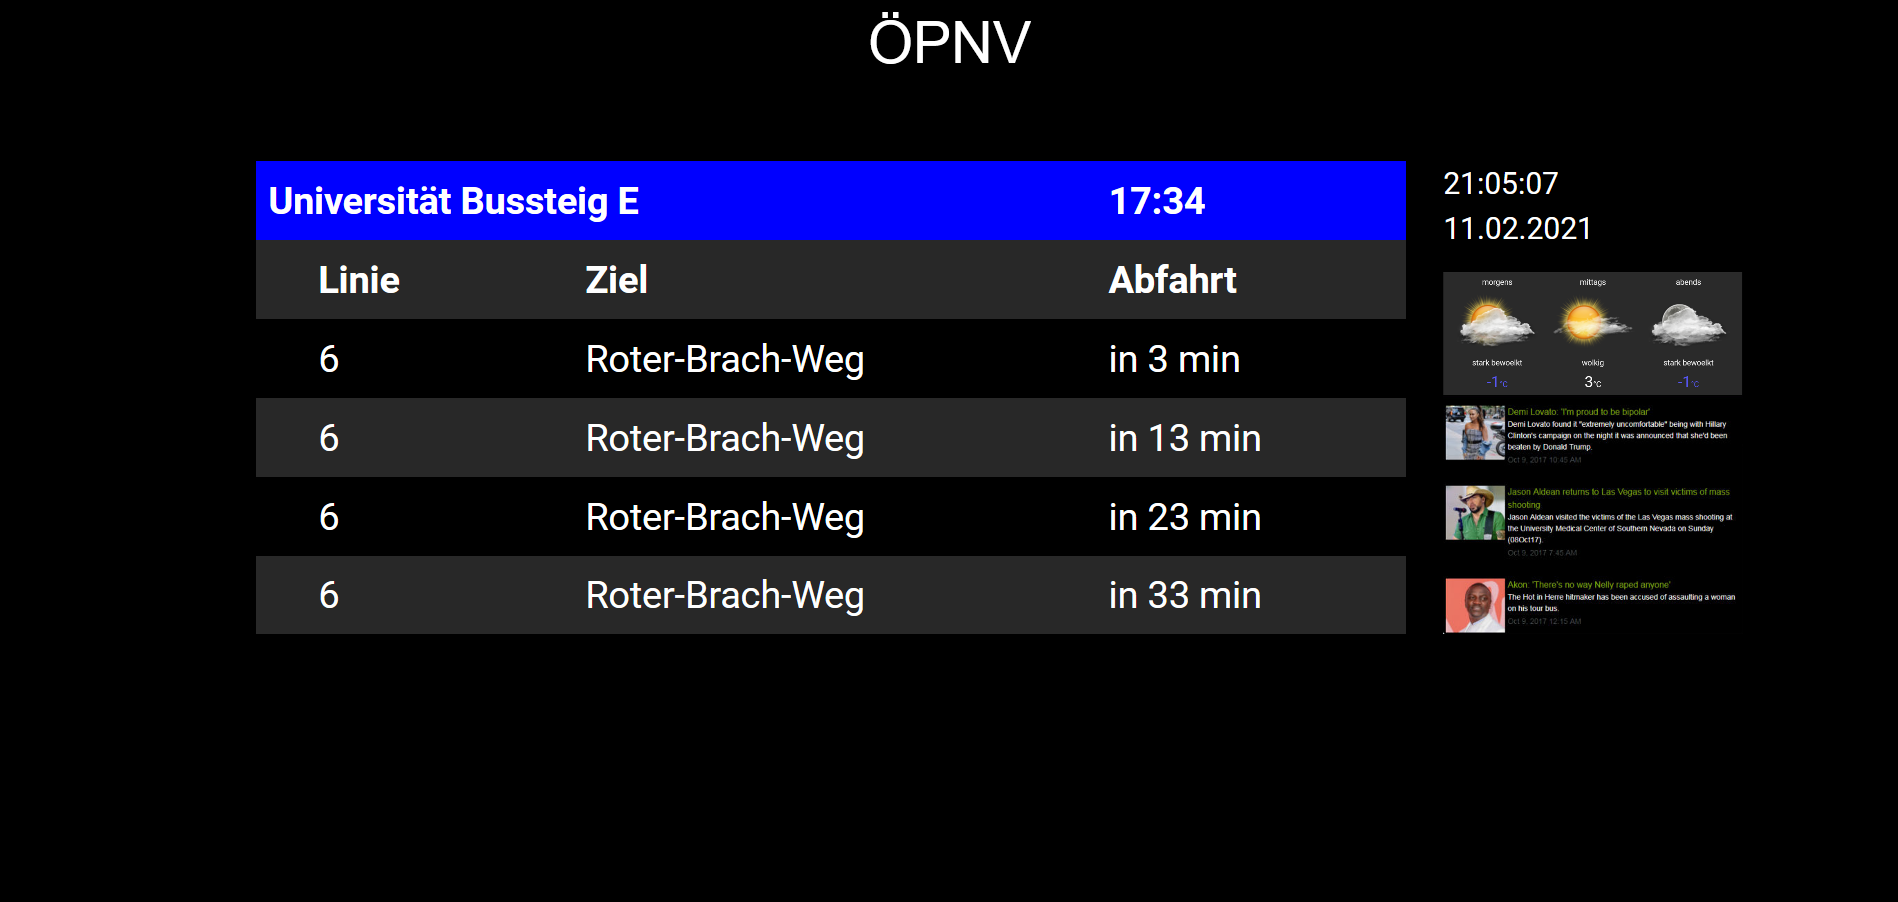 ÖPNV
Universität Bussteig E 17:34
Linie Ziel Abfahrt
6 Roter-Brach-Weg in 3 min
6 Roter-Brach-Weg in 13 min
6 Roter-Brach-Weg in 23 min
6 Roter-Brach-Weg in 33 min
21:05:07
11.02.2021
morgens mittags abends
stark bewoelkt wolkig stark bewoelkt
-1°C 3°C -1°C
Demi Lovato: 'I'm proud to be bipolar'
Demi Lovato found it "extremely uncomfortable" being with Hillary
Clinton's campaign on the night it was announced that she'd been
beaten by Donald Trump.
Oct 9, 2017 10:45 AM
Jason Aldean returns to Las Vegas to visit victims of mass
shooting
Jason Aldean visited the victims of the Las Vegas mass shooting at
the University Medical Center of Southern Nevada on Sunday
(08Oct17).
Oct 9, 2017 7:45 AM
Akon: 'There's no way Nelly raped anyone'
The Hot in Herre hitmaker has been accused of assaulting a woman
on his tour bus.
Oct 9, 2017 12:15 AM